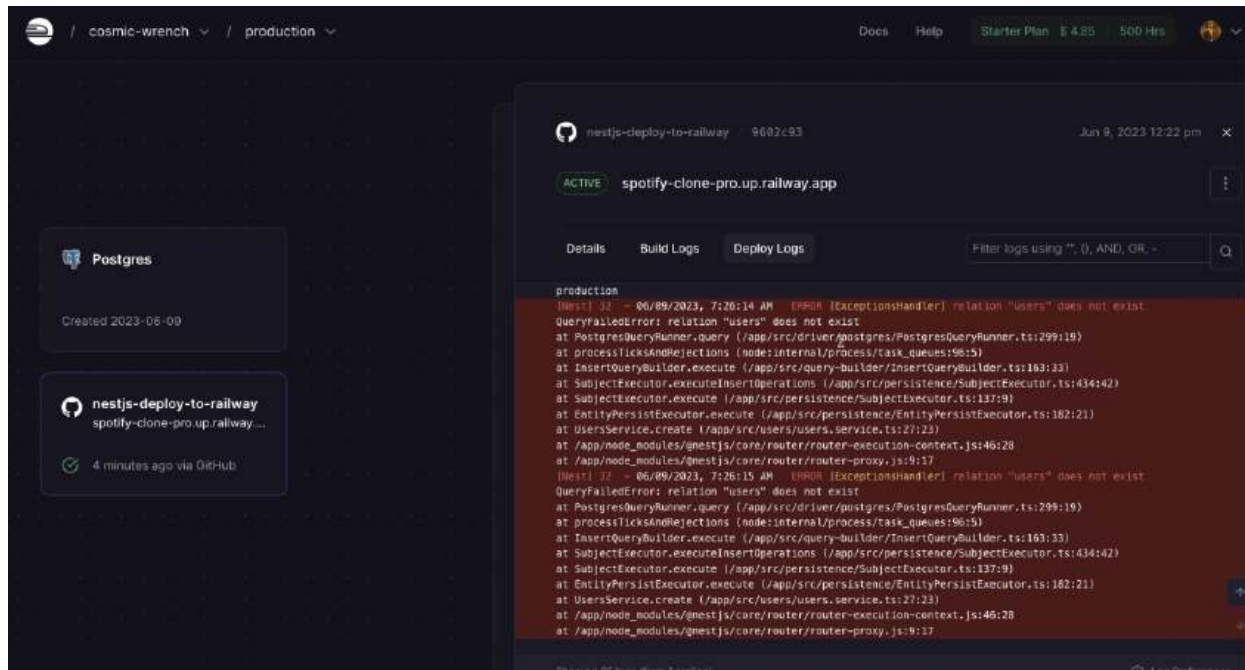 / cosmic-wrench / production
Docs Help Starter Plan $ 4.85 500 Hrs
nestjs-deploy-to-railway / 9602c93 Jun 9, 2023 12:22 pm
ACTIVE spotify-clone-pro.up.railway.app
Details Build Logs Deploy Logs Filter logs using "", (), AND, OR, -
Postgres
Created 2023-06-09
nestjs-deploy-to-railway
spotify-clone-pro.up.railway....
4 minutes ago via GitHub
production
[Nest] 32 - 06/09/2023, 7:26:14 AM ERROR [ExceptionsHandler] relation "users" does not exist
QueryFailedError: relation "users" does not exist
at PostgresQueryRunner.query (/app/src/driver/postgres/PostgresQueryRunner.ts:299:19)
at processTicksAndRejections (node:internal/process/task_queues:96:5)
at InsertQueryBuilder.execute (/app/src/query-builder/InsertQueryBuilder.ts:163:33)
at SubjectExecutor.executeInsertOperations (/app/src/persistence/SubjectExecutor.ts:434:42)
at SubjectExecutor.execute (/app/src/persistence/SubjectExecutor.ts:137:9)
at EntityPersistExecutor.execute (/app/src/persistence/EntityPersistExecutor.ts:182:21)
at UsersService.create (/app/src/users/users.service.ts:27:23)
at /app/node_modules/@nestjs/core/router/router-execution-context.js:46:28
at /app/node_modules/@nestjs/core/router/router-proxy.js:9:17
[Nest] 32 - 06/09/2023, 7:26:15 AM ERROR [ExceptionsHandler] relation "users" does not exist
QueryFailedError: relation "users" does not exist
at PostgresQueryRunner.query (/app/src/driver/postgres/PostgresQueryRunner.ts:299:19)
at processTicksAndRejections (node:internal/process/task_queues:96:5)
at InsertQueryBuilder.execute (/app/src/query-builder/InsertQueryBuilder.ts:163:33)
at SubjectExecutor.executeInsertOperations (/app/src/persistence/SubjectExecutor.ts:434:42)
at SubjectExecutor.execute (/app/src/persistence/SubjectExecutor.ts:137:9)
at EntityPersistExecutor.execute (/app/src/persistence/EntityPersistExecutor.ts:182:21)
at UsersService.create (/app/src/users/users.service.ts:27:23)
at /app/node_modules/@nestjs/core/router/router-execution-context.js:46:28
at /app/node_modules/@nestjs/core/router/router-proxy.js:9:17